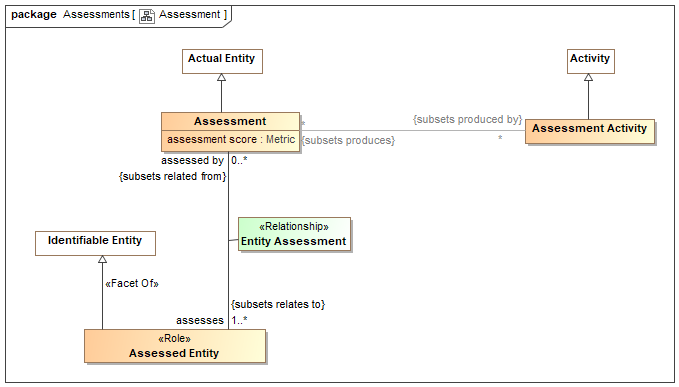 package Assessments [ Assessment ]
Actual Entity
Activity
Assessment
assessment score : Metric
*
{subsets produced by}
{subsets produces}
*
Assessment Activity
assessed by 0..*
{subsets related from}
«Relationship»
Entity Assessment
Identifiable Entity
«Facet Of»
{subsets relates to}
assesses 1..*
«Role»
Assessed Entity